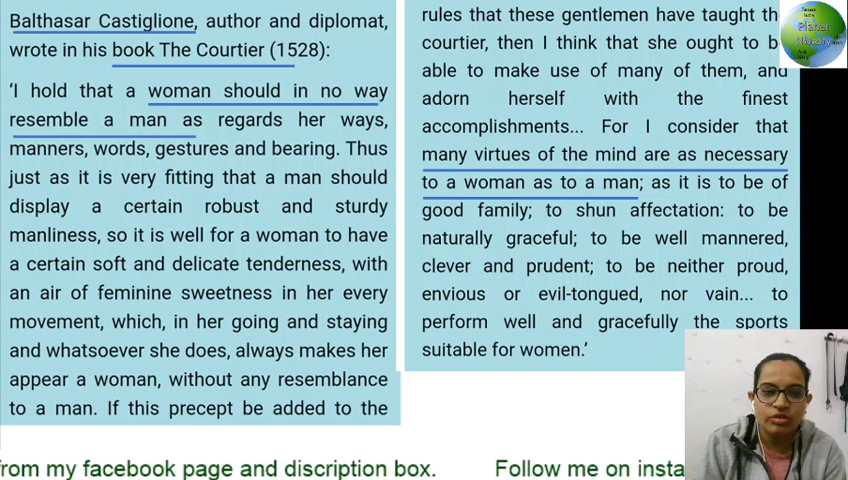 Balthasar Castiglione, author and diplomat,
wrote in his book The Courtier (1528):
‘I hold that a woman should in no way
resemble a man as regards her ways,
manners, words, gestures and bearing. Thus
just as it is very fitting that a man should
display a certain robust and sturdy
manliness, so it is well for a woman to have
a certain soft and delicate tenderness, with
an air of feminine sweetness in her every
movement, which, in her going and staying
and whatsoever she does, always makes her
appear a woman, without any resemblance
to a man. If this precept be added to the
rules that these gentlemen have taught the
courtier, then I think that she ought to be
able to make use of many of them, and
adorn herself with the finest
accomplishments... For I consider that
many virtues of the mind are as necessary
to a woman as to a man; as it is to be of
good family; to shun affectation: to be
naturally graceful; to be well mannered,
clever and prudent; to be neither proud,
envious or evil-tongued, nor vain... to
perform well and gracefully the sports
suitable for women.’
Planet
History
from my facebook page and discription box. Follow me on insta